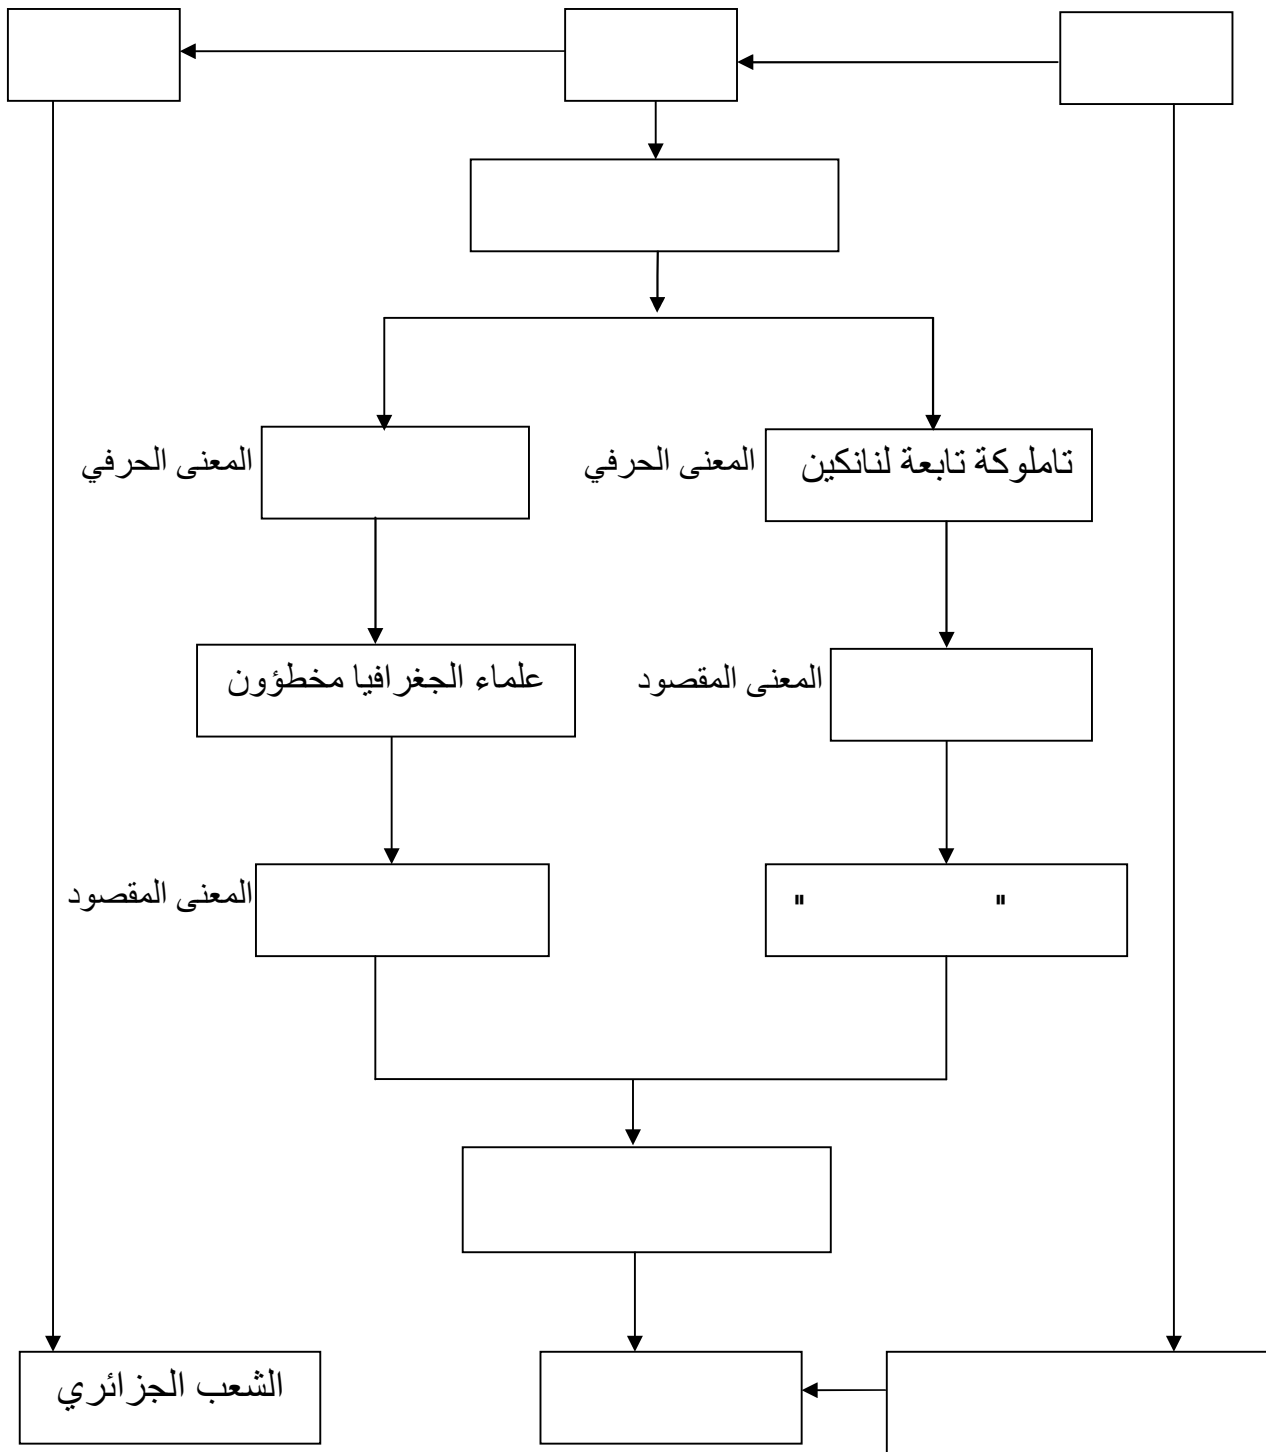 تاملوكة تابعة لنانكين
المعنى الحرفي
المعنى الحرفي
المعنى المقصود
علماء الجغرافيا مخطؤون
" "
المعنى المقصود
الشعب الجزائري